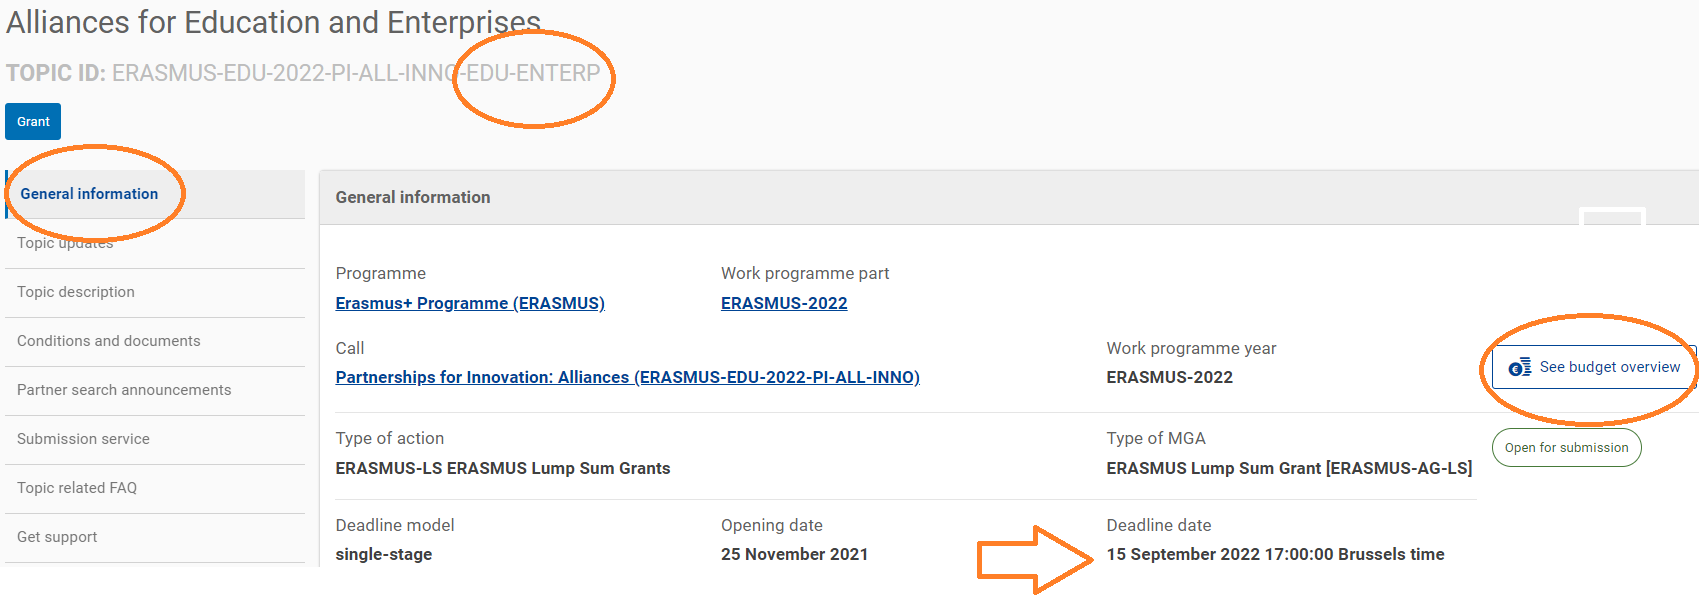 Alliances for Education and Enterprises
TOPIC ID: ERASMUS-EDU-2022-PI-ALL-INNO-EDU-ENTERP
Grant
General information
Topic updates
Topic description
Conditions and documents
Partner search announcements
Submission service
Topic related FAQ
Get support
General information
Programme
Work programme part
Erasmus+ Programme (ERASMUS)
ERASMUS-2022
Call
Work programme year
Partnerships for Innovation: Alliances (ERASMUS-EDU-2022-PI-ALL-INNO)
ERASMUS-2022
See budget overview
Type of action
Type of MGA
Open for submission
ERASMUS-LS ERASMUS Lump Sum Grants
ERASMUS Lump Sum Grant [ERASMUS-AG-LS]
Deadline model
Opening date
Deadline date
single-stage
25 November 2021
15 September 2022 17:00:00 Brussels time